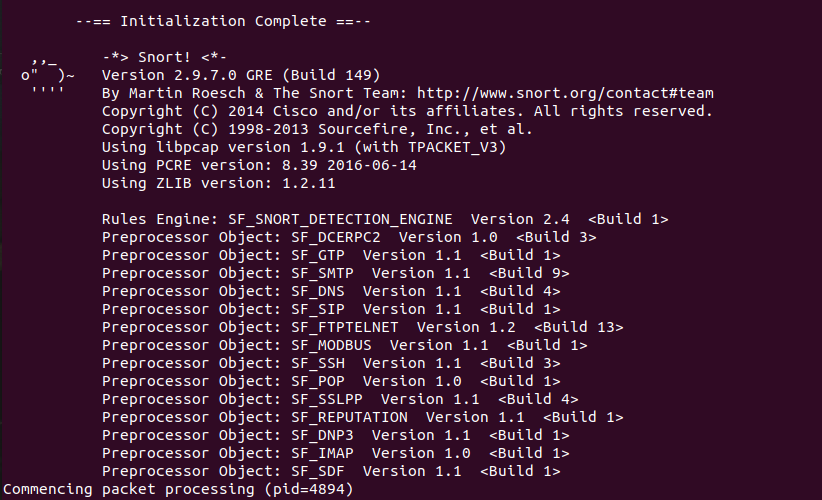 --== Initialization Complete ==--
,,_ -*> Snort! <*-
o" )~ Version 2.9.7.0 GRE (Build 149)
'''' By Martin Roesch & The Snort Team: http://www.snort.org/contact#team
Copyright (C) 2014 Cisco and/or its affiliates. All rights reserved.
Copyright (C) 1998-2013 Sourcefire, Inc., et al.
Using libpcap version 1.9.1 (with TPACKET_V3)
Using PCRE version: 8.39 2016-06-14
Using ZLIB version: 1.2.11
Rules Engine: SF_SNORT_DETECTION_ENGINE Version 2.4 <Build 1>
Preprocessor Object: SF_DCERPC2 Version 1.0 <Build 3>
Preprocessor Object: SF_GTP Version 1.1 <Build 1>
Preprocessor Object: SF_SMTP Version 1.1 <Build 9>
Preprocessor Object: SF_DNS Version 1.1 <Build 4>
Preprocessor Object: SF_SIP Version 1.1 <Build 1>
Preprocessor Object: SF_FTPTELNET Version 1.2 <Build 13>
Preprocessor Object: SF_MODBUS Version 1.1 <Build 1>
Preprocessor Object: SF_SSH Version 1.1 <Build 3>
Preprocessor Object: SF_POP Version 1.0 <Build 1>
Preprocessor Object: SF_SSLPP Version 1.1 <Build 4>
Preprocessor Object: SF_REPUTATION Version 1.1 <Build 1>
Preprocessor Object: SF_DNP3 Version 1.1 <Build 1>
Preprocessor Object: SF_IMAP Version 1.0 <Build 1>
Preprocessor Object: SF_SDF Version 1.1 <Build 1>
Commencing packet processing (pid=4894)